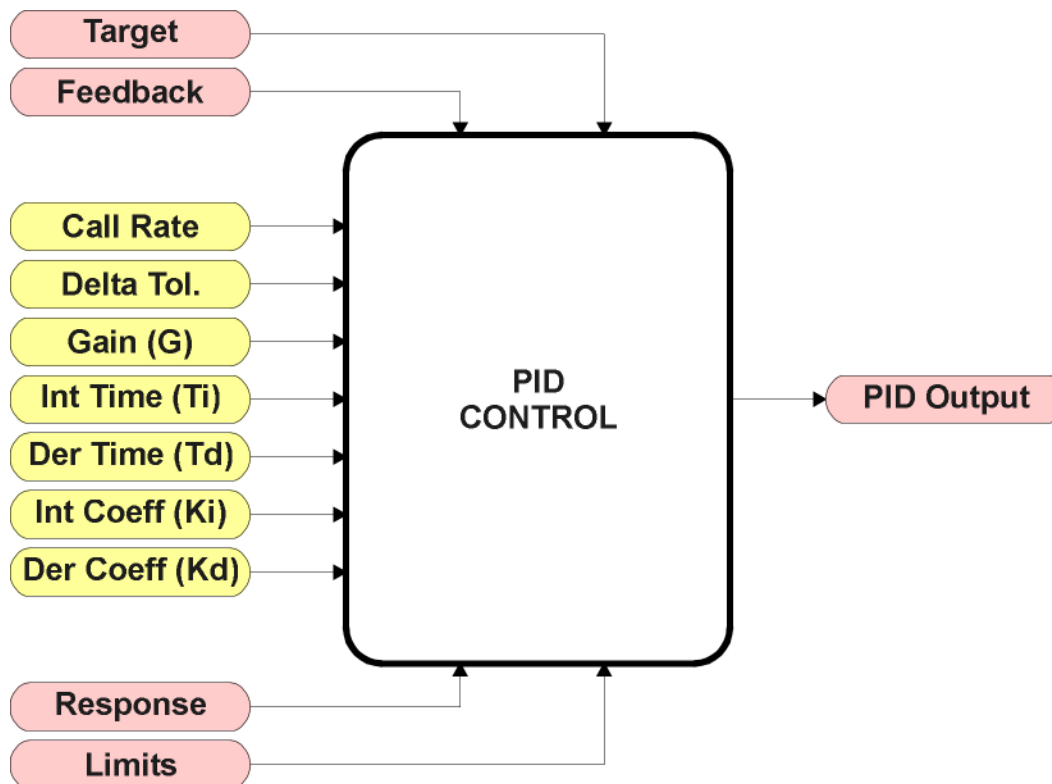 Target
Feedback
Call Rate
Delta Tol.
Gain (G)
Int Time (Ti)
Der Time (Td)
Int Coeff (Ki)
Der Coeff (Kd)
PID
CONTROL
PID Output
Response
Limits